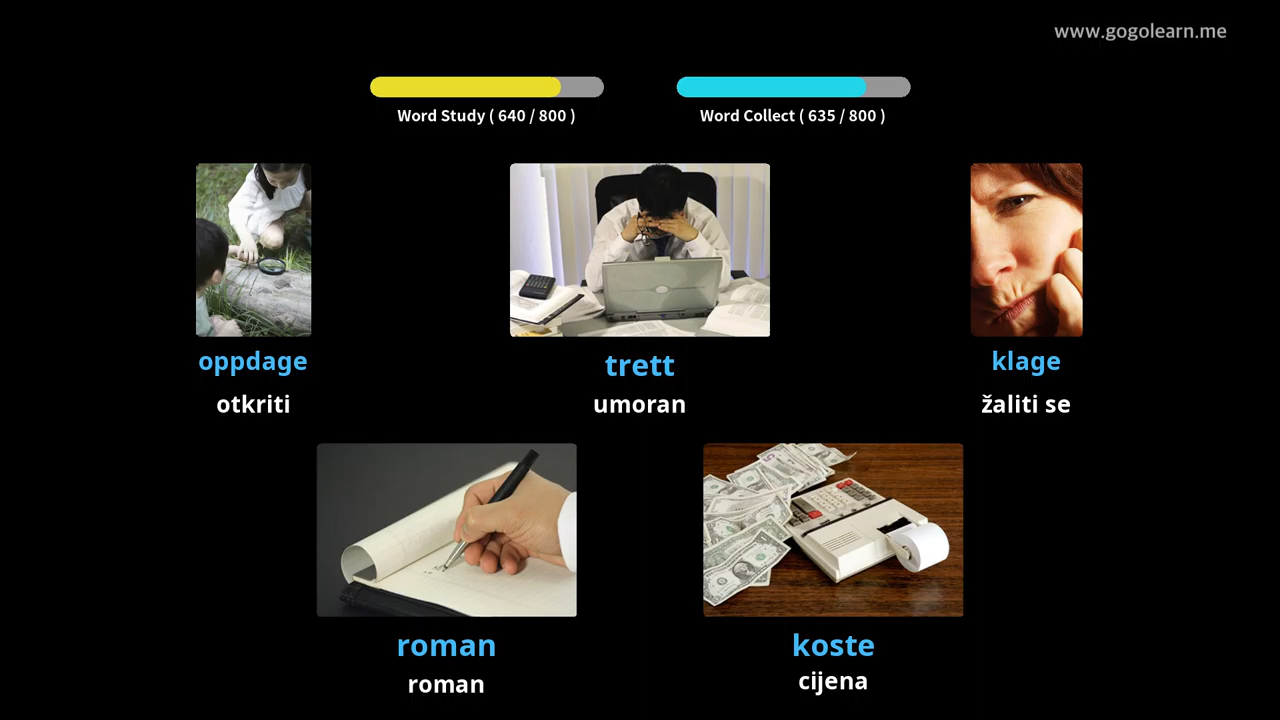 www.gogolearn.me
Word Study ( 640 / 800 )
Word Collect ( 635 / 800 )
oppdage
trett
klage
otkriti
umoran
žaliti se
roman
koste
roman
cijena